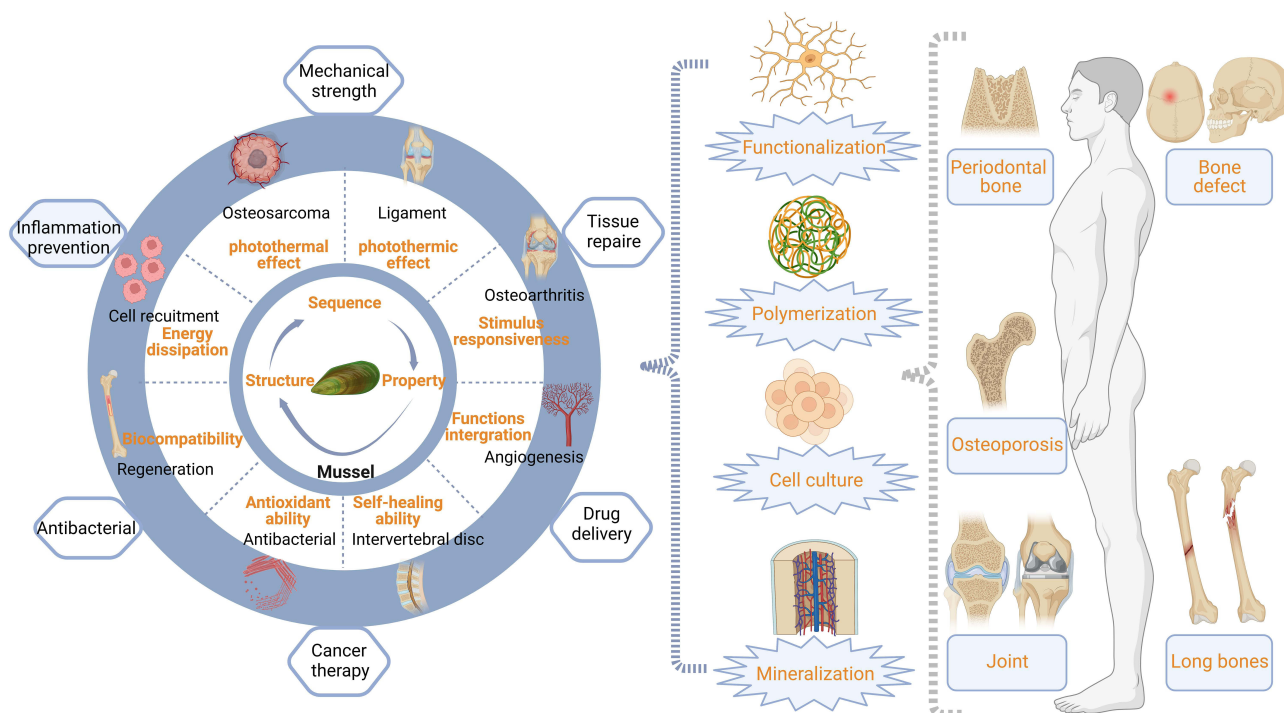 Mechanical
strength
Inflammation
prevention
Tissue
repaire
Antibacterial
Drug
delivery
Cancer
therapy
Osteosarcoma
photothermal
effect
Ligament
photothermic
effect
Osteoarthritis
Stimulus
responsiveness
Functions
intergration
Angiogenesis
Self-healing
ability
Intervertebral disc
Antioxidant
ability
Antibacterial
Biocompatibility
Regeneration
Cell recuitment
Energy
dissipation
Sequence
Structure
Property
Mussel
Functionalization
Polymerization
Cell culture
Mineralization
Periodontal
bone
Bone
defect
Osteoporosis
Joint
Long bones